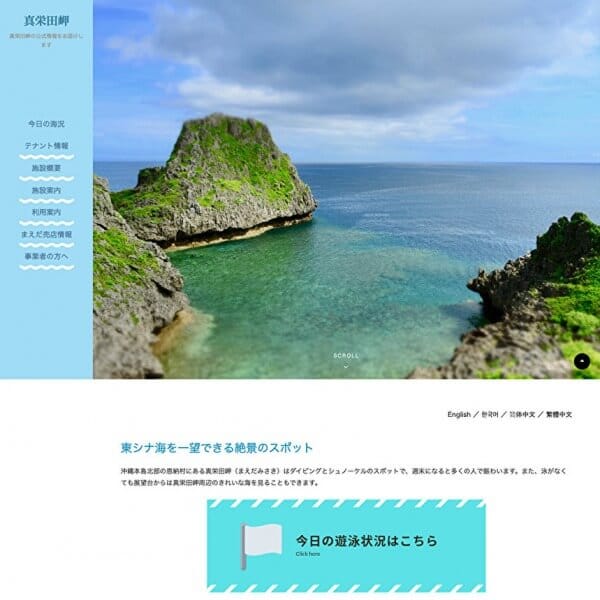 真栄田岬
真栄田岬の公式情報をお届けし
ます
今日の海況
テナント情報
施設概要
施設案内
利用案内
まえだ売店情報
事業者の方へ
SCROLL
English ／ 한국어 ／ 简体中文 ／ 繁體中文
東シナ海を一望できる絶景のスポット
沖縄本島北部の恩納村にある真栄田岬（まえだみさき）はダイビングとシュノーケルのスポットで、週末になると多くの人で賑わいます。また、泳がなく
ても展望台からは真栄田岬周辺のきれいな海を見ることもできます。
今日の遊泳状況はこちら
Click here